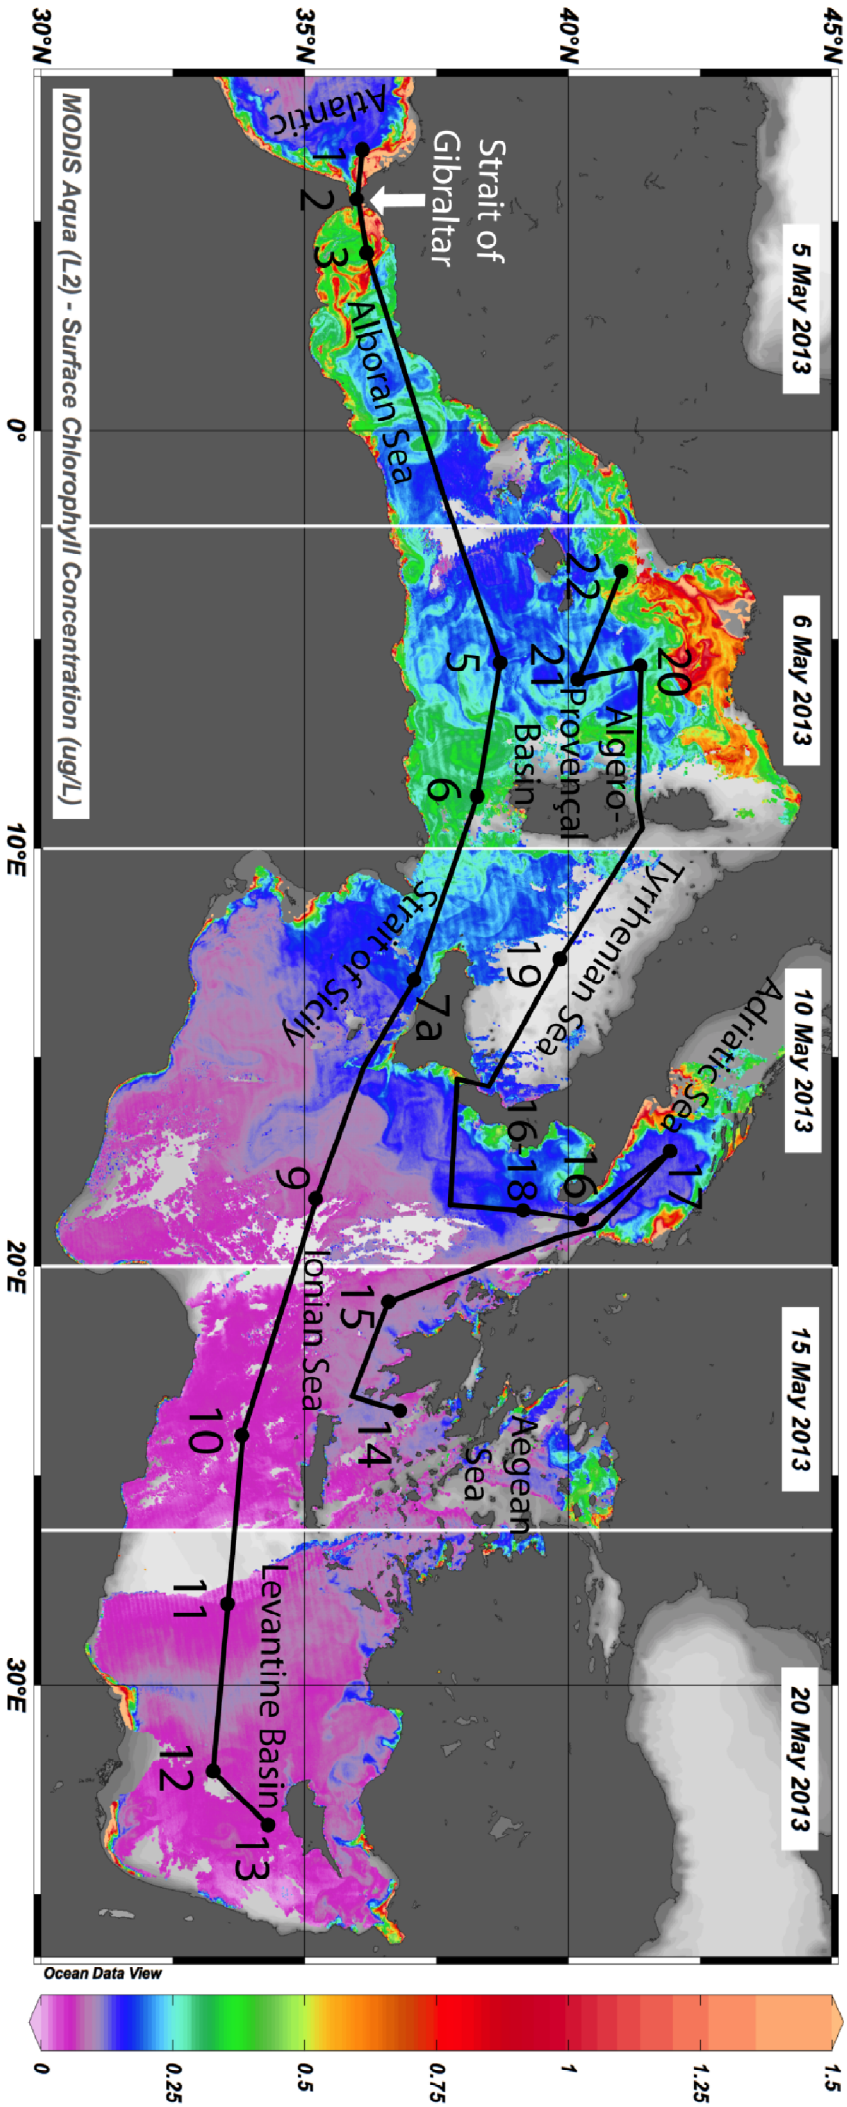 5 May 2013
6 May 2013
10 May 2013
15 May 2013
20 May 2013
45°N
40°N
35°N
30°N
Strait of
Gibraltar
Atlantic
1
2
3
Alboran Sea
22
21
20
5
6
Algero-
Provençal
Basin
Tyrrhenian Sea
19
Strait of Sicily
7a
Adriatic Sea
17
16
16-18
9
Ionian Sea
15
14
10
Aegean
Sea
11
Levantine Basin
12
13
MODIS Aqua (L2) - Surface Chlorophyll Concentration (ug/L)
0°
10°E
20°E
30°E
Ocean Data View
1.5
1.25
1
0.75
0.5
0.25
0